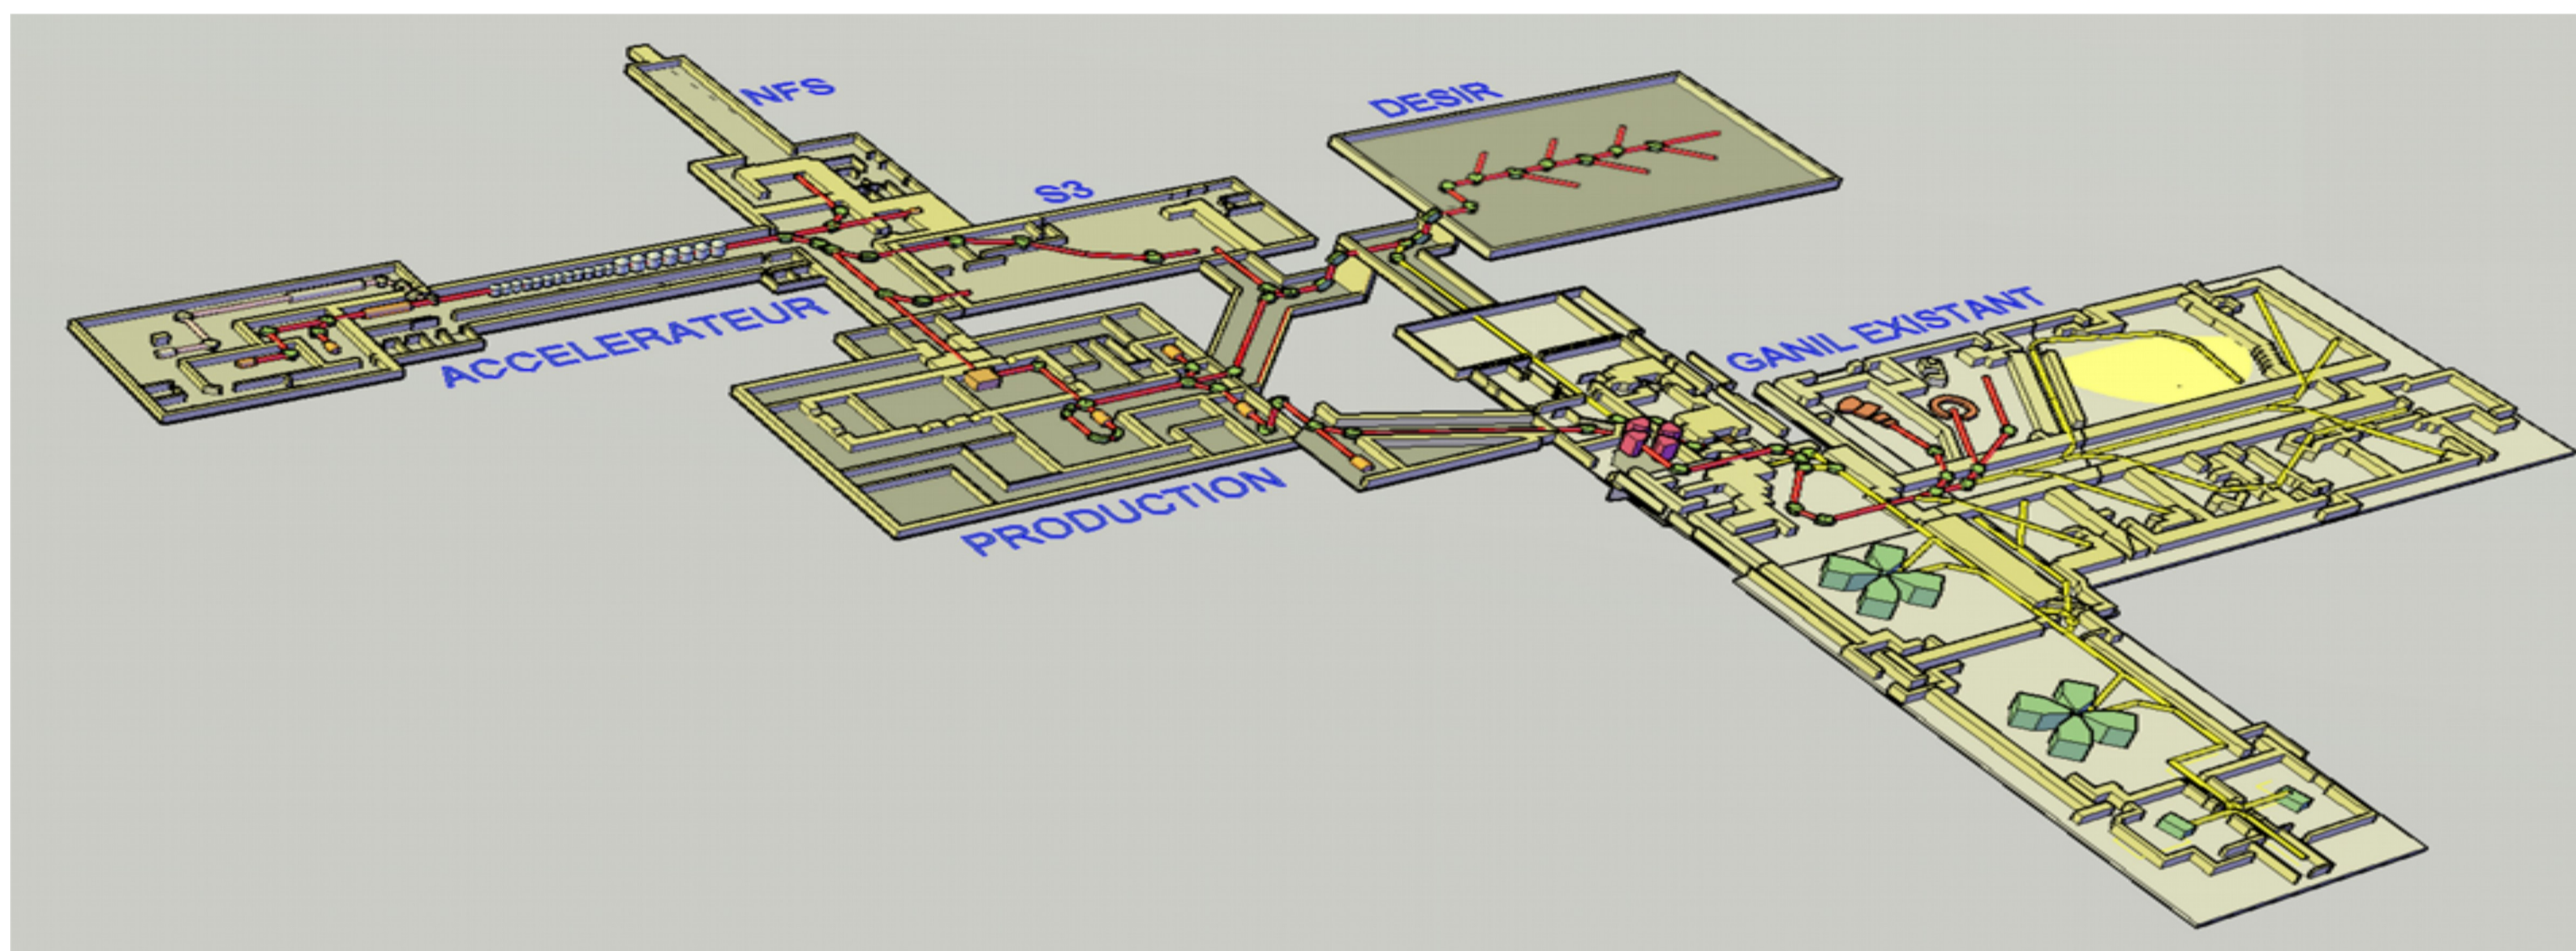 NFS
DESIR
S3
ACCELERATEUR
GANIL EXISTANT
PRODUCTION